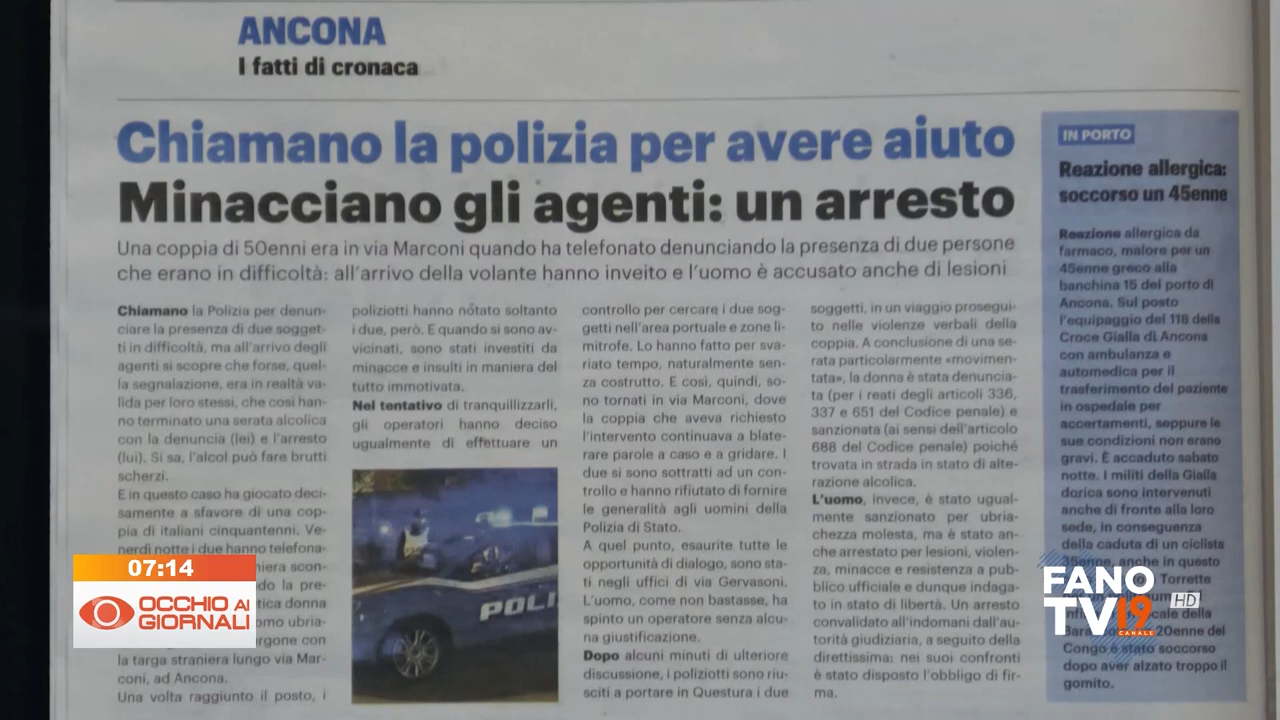 ANCONA
I fatti di cronaca
Chiamano la polizia per avere aiuto
Minacciano gli agenti: un arresto
Una coppia di 50enni era in via Marconi quando ha telefonato denunciando la presenza di due persone
che erano in difficoltà: all'arrivo della volante hanno inveito e l'uomo è accusato anche di lesioni
Chiamano la Polizia per denun-
ciare la presenza di due sogget-
ti in difficoltà, ma all'arrivo degli
agenti si scopre che forse, quel-
la segnalazione, era in realtà va-
lida per loro stessi, che così han-
no terminato una serata alcolica
con la denuncia (lei) e l'arresto
(lui). Si sa, l'alcol può fare brutti
scherzi.
E in questo caso ha giocato deci-
samente a sfavore di una cop-
pia di italiani cinquantenni. Ve-
nerdì notte i due hanno telefona-
niera scon-
do la pre-
tica donna
omo ubria-
urgone con
la targa straniera lungo via Mar-
coni, ad Ancona.
Una volta raggiunto il posto, i
poliziotti hanno notato soltanto
i due, però. E quando si sono av-
vicinati, sono stati investiti da
minacce e insulti in maniera del
tutto immotivata.
Nel tentativo di tranquillizzarli,
gli operatori hanno deciso
ugualmente di effettuare un
POLI
controllo per cercare i due sog-
getti nell'area portuale e zone li-
mitrofe. Lo hanno fatto per sva-
riato tempo, naturalmente sen-
za costrutto. E così, quindi, so-
no tornati in via Marconi, dove
la coppia che aveva richiesto
l'intervento continuava a blate-
rare parole a caso e a gridare. I
due si sono sottratti ad un con-
trollo e hanno rifiutato di fornire
le generalità agli uomini della
Polizia di Stato.
A quel punto, esaurite tutte le
opportunità di dialogo, sono sta-
ti negli uffici di via Gervasoni.
L'uomo, come non bastasse, ha
spinto un operatore senza alcu-
na giustificazione.
Dopo alcuni minuti di ulteriore
discussione, i poliziotti sono riu-
sciti a portare in Questura i due
soggetti, in un viaggio prosegui-
to nelle violenze verbali della
coppia. A conclusione di una se-
rata particolarmente «movimen-
tata», la donna è stata denuncia-
ta (per i reati degli articoli 336,
337 e 651 del Codice penale) e
sanzionata (ai sensi dell'articolo
688 del Codice penale) poiché
trovata in strada in stato di alte-
razione alcolica.
L'uomo, invece, è stato ugual-
mente sanzionato per ubria-
chezza molesta, ma è stato an-
che arrestato per lesioni, violen-
za, minacce e resistenza a pub-
blico ufficiale e dunque indaga-
to in stato di libertà. Un arresto
convalidato all'indomani dall'au-
torità giudiziaria, a seguito della
direttissima: nei suoi confronti
è stato disposto l'obbligo di fir-
ma.
IN PORTO
Reazione allergica:
soccorso un 45enne
Reazione allergica da
farmaco, malore per un
45enne greco alla
banchina 15 del porto di
Ancona. Sul posto
l'equipaggio del 118 della
Croce Gialla di Ancona
con ambulanza e
automedica per il
trasferimento del paziente
in ospedale per
accertamenti, seppure le
sue condizioni non erano
gravi. È accaduto sabato
notte. I militi della Gialla
dorica sono intervenuti
anche di fronte alla loro
sede, in conseguenza
della caduta di un ciclista
35enne, anche in questo
Torrette
della
20enne del
Congo è stato soccorso
dopo aver alzato troppo il
gomito.
07:14
OCCHIO AI
GIORNALI
FANO
TV19
CANALE
HD